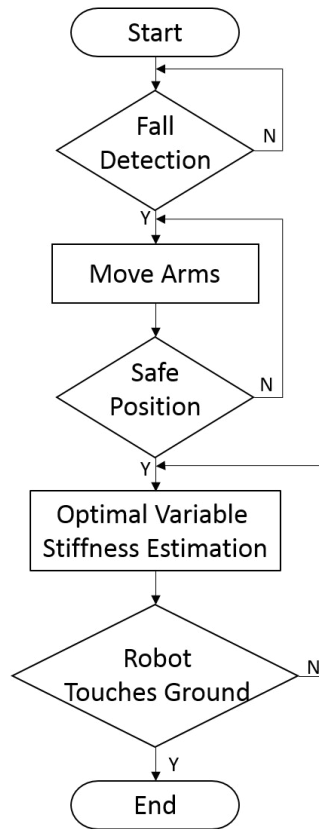 Start
Fall
Detection
N
Y
Move Arms
Safe
Position
N
Y
Optimal Variable
Stiffness Estimation
Robot
Touches Ground
N
Y
End